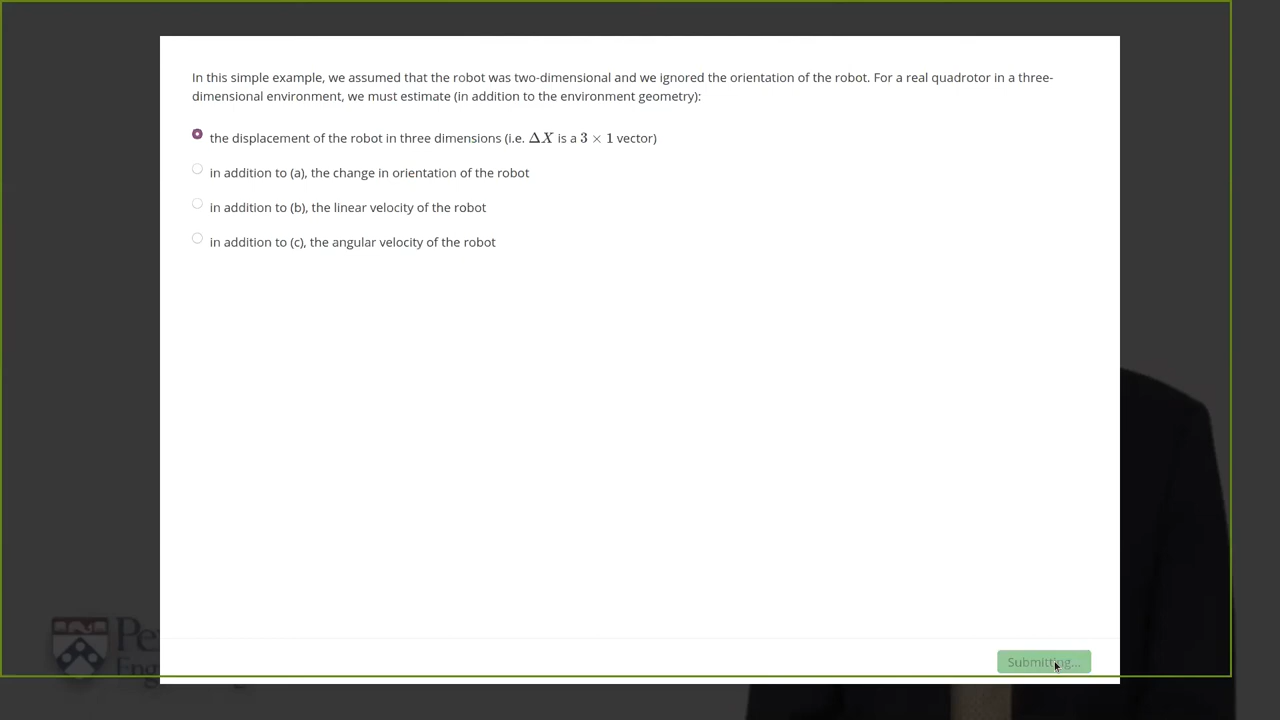 In this simple example, we assumed that the robot was two-dimensional and we ignored the orientation of the robot. For a real quadrotor in a three-
dimensional environment, we must estimate (in addition to the environment geometry):
the displacement of the robot in three dimensions (i.e. ΔX is a 3 × 1 vector)
in addition to (a), the change in orientation of the robot
in addition to (b), the linear velocity of the robot
in addition to (c), the angular velocity of the robot
Submitting...